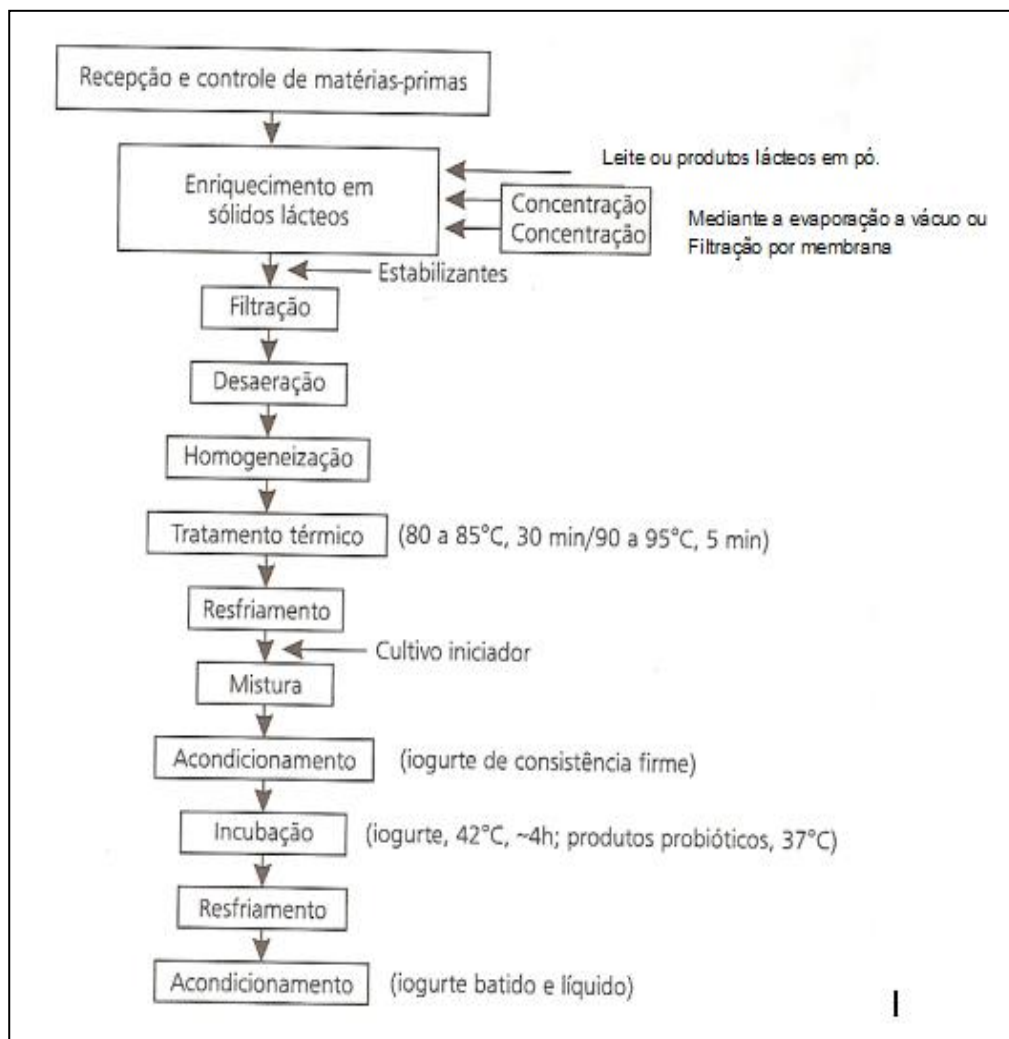 Recepção e controle de matérias-primas
Leite ou produtos lácteos em pó.
Enriquecimento em
sólidos lácteos
Concentração
Concentração
Mediante a evaporação a vácuo ou
Filtração por membrana
Estabilizantes
Filtração
Desaeração
Homogeneização
Tratamento térmico (80 a 85°C, 30 min/90 a 95°C, 5 min)
Resfriamento
Cultivo iniciador
Mistura
Acondicionamento (iogurte de consistência firme)
Incubação (iogurte, 42°C, ~4h; produtos probióticos, 37°C)
Resfriamento
Acondicionamento (iogurte batido e líquido)
I